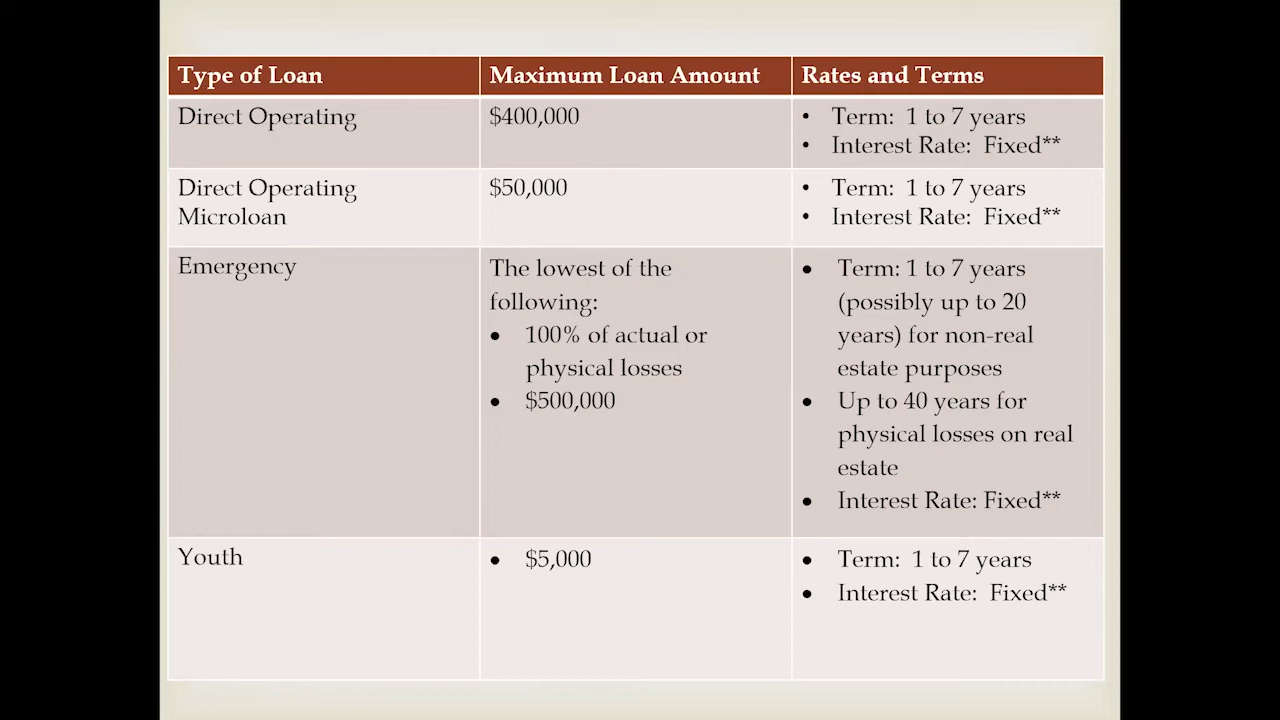 Type of Loan
Maximum Loan Amount
Rates and Terms
Direct Operating
$400,000
• Term:  1 to 7 years
• Interest Rate:  Fixed**
Direct Operating
Microloan
$50,000
• Term:  1 to 7 years
• Interest Rate:  Fixed**
Emergency
The lowest of the
following:
• 100% of actual or
physical losses
• $500,000
• Term: 1 to 7 years
(possibly up to 20
years) for non-real
estate purposes
• Up to 40 years for
physical losses on real
estate
• Interest Rate: Fixed**
Youth
• $5,000
• Term:  1 to 7 years
• Interest Rate:  Fixed**